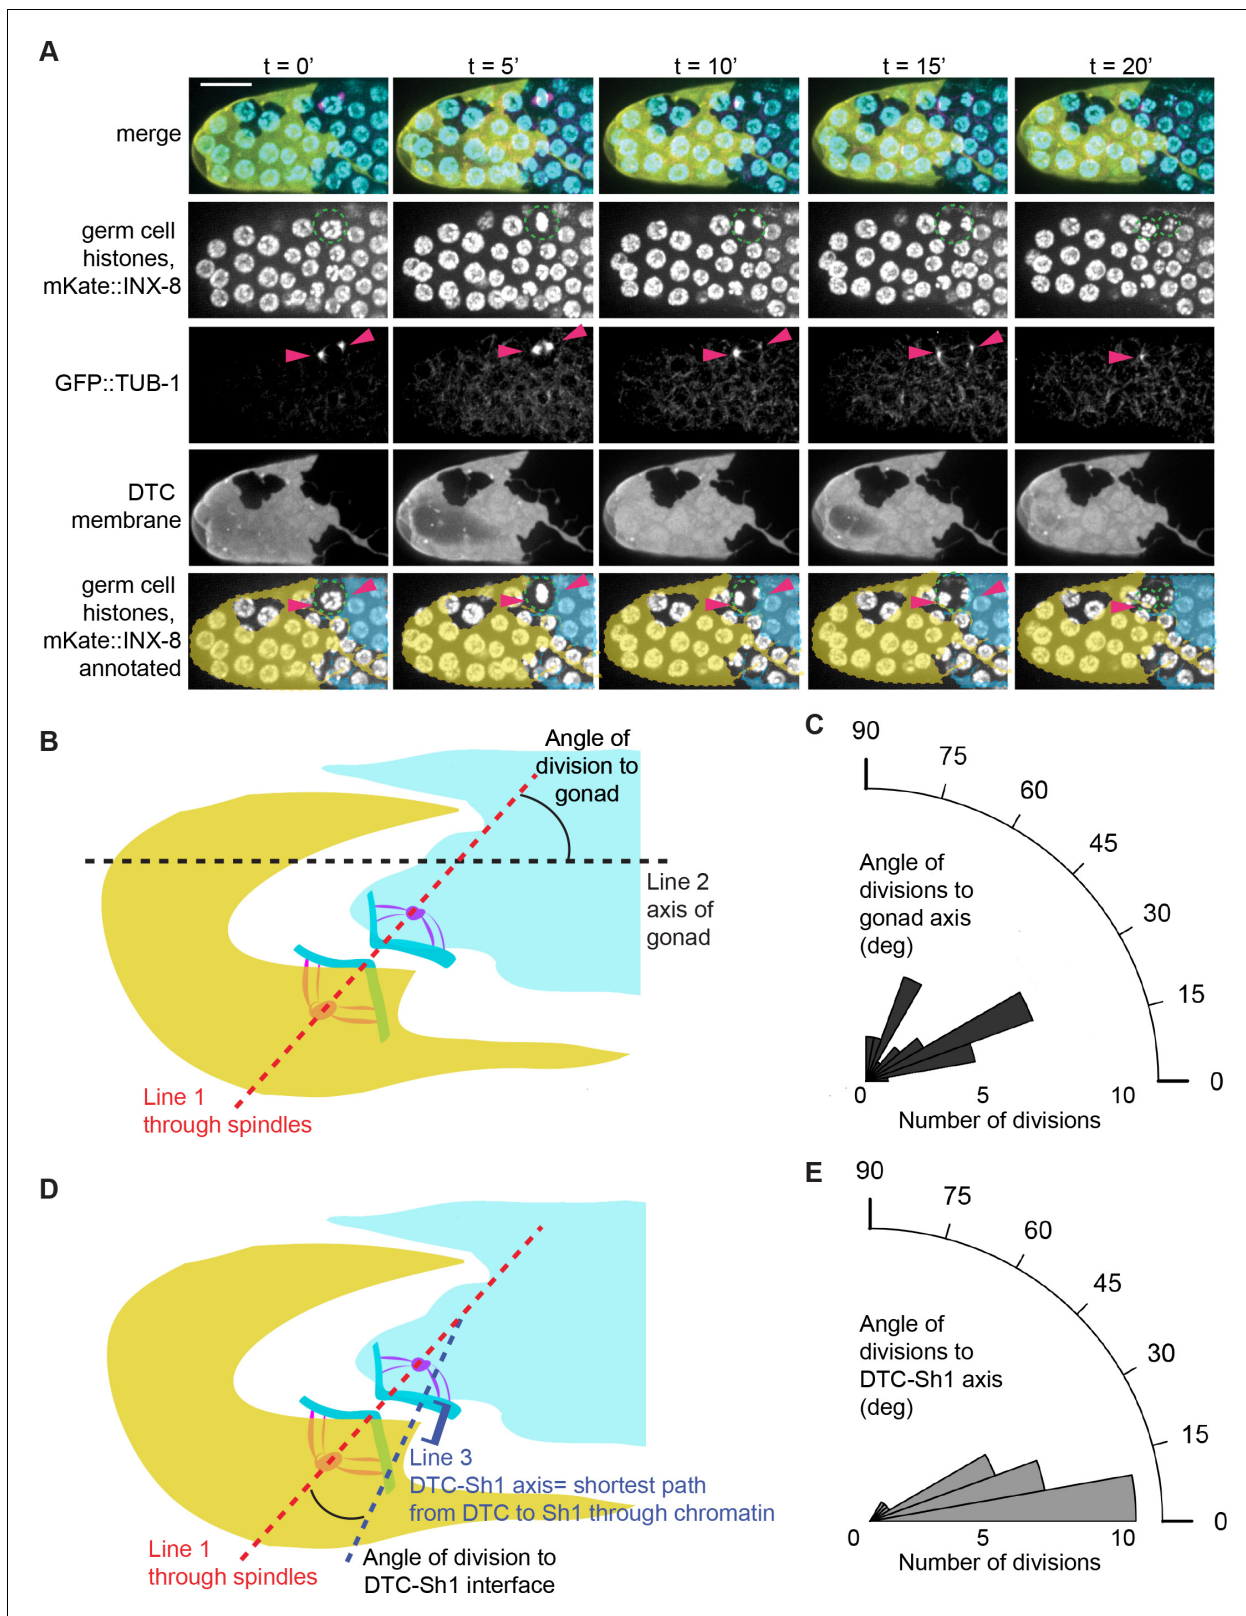 A
t = 0’
t = 5’
t = 10’
t = 15’
t = 20’
merge
germ cell
histones,
mKate::INX-8
GFP::TUB-1
DTC
membrane
germ cell
histones,
mKate::INX-8
annotated
B
Angle of
division to
gonad
Line 2
axis of
gonad
Line 1
through spindles
C
90
75
60
45
30
15
0
Angle of
divisions to
gonad axis
(deg)
0
5
10
Number of divisions
D
Line 3
DTC-Sh1 axis= shortest path
from DTC to Sh1 through chromatin
Line 1
through spindles
Angle of division to
DTC-Sh1 interface
E
90
75
60
45
30
15
0
Angle of
divisions to
DTC-Sh1 axis
(deg)
0
5
10
Number of divisions